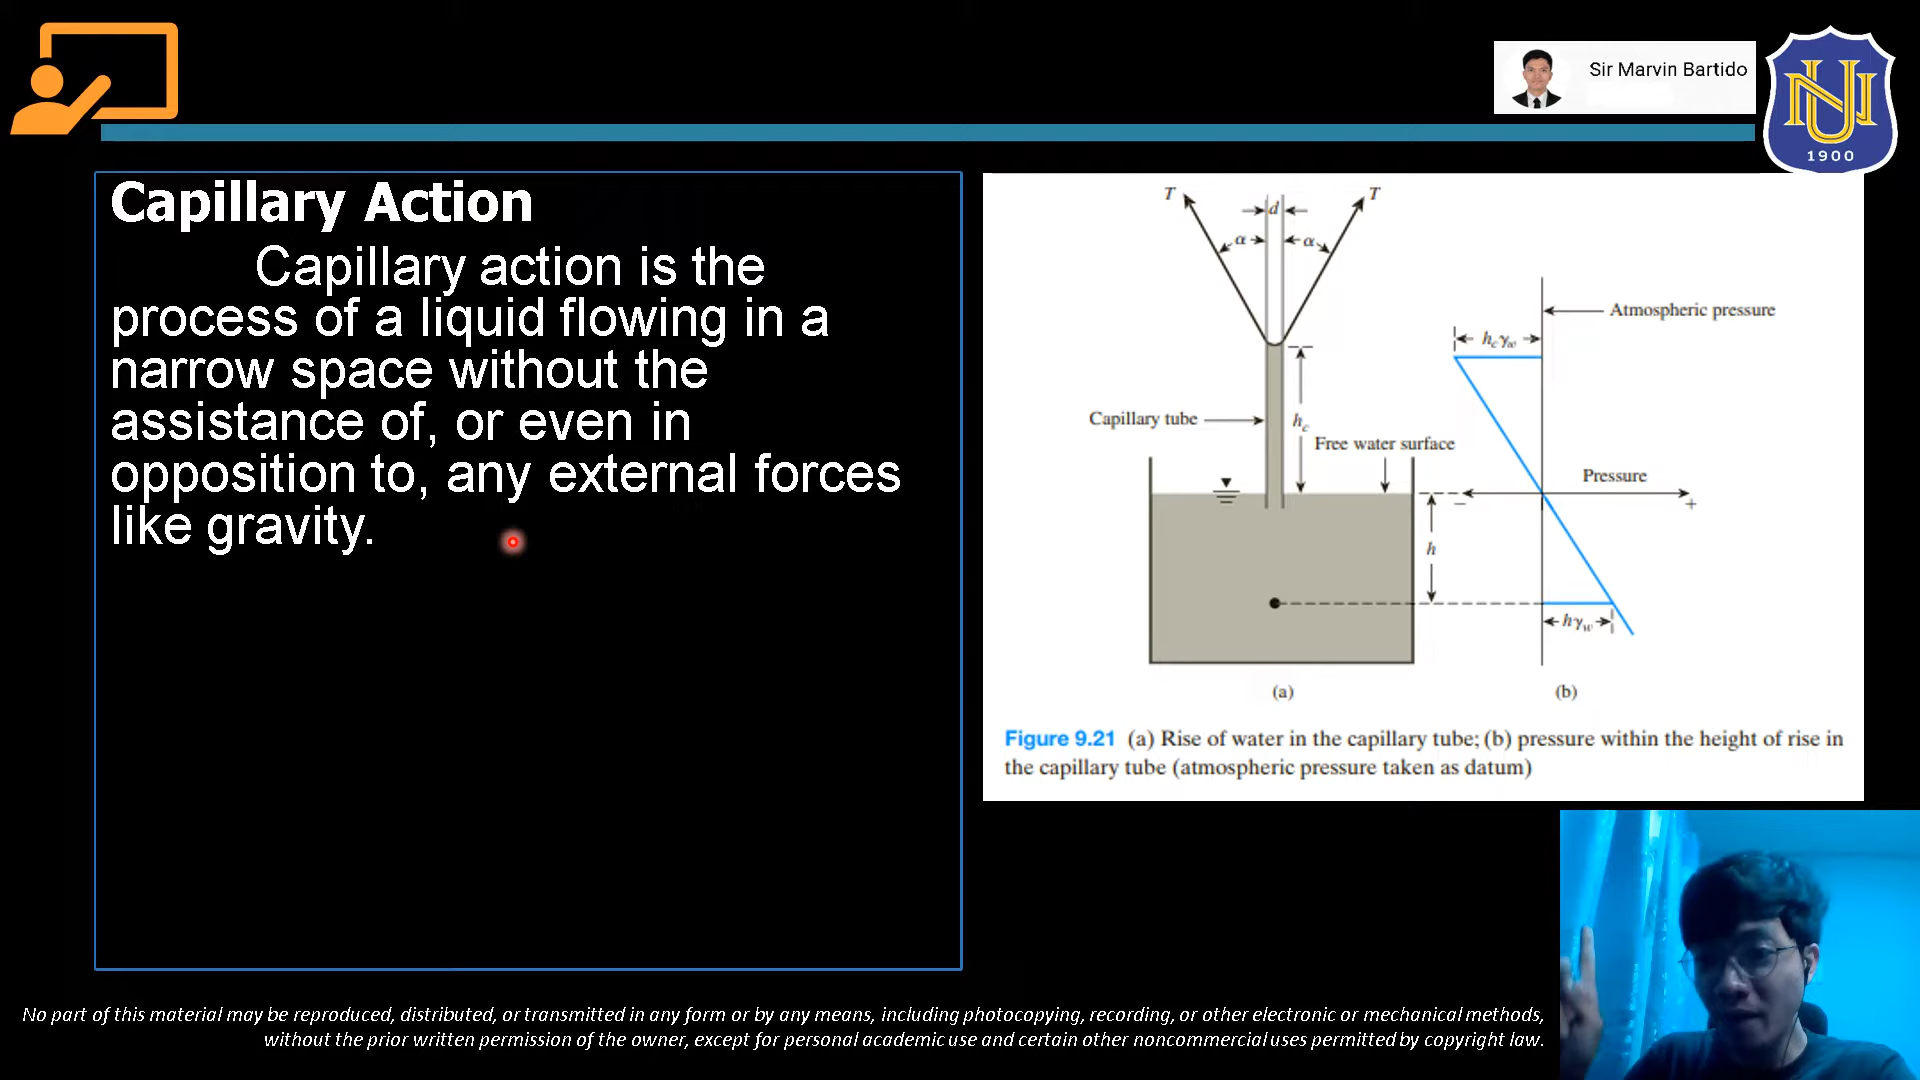 Sir Marvin Bartido
NU
1900
Capillary Action
Capillary action is the
process of a liquid flowing in a
narrow space without the
assistance of, or even in
opposition to, any external forces
like gravity.
T
T
d
α
α
Atmospheric pressure
h_c γ_w
Capillary tube
h_c
Free water surface
Pressure
−
+
h
hγ_w
(a)
(b)
Figure 9.21 (a) Rise of water in the capillary tube; (b) pressure within the height of rise in
the capillary tube (atmospheric pressure taken as datum)
No part of this material may be reproduced, distributed, or transmitted in any form or by any means, including photocopying, recording, or other electronic or mechanical methods,
without the prior written permission of the owner, except for personal academic use and certain other noncommercial uses permitted by copyright law.